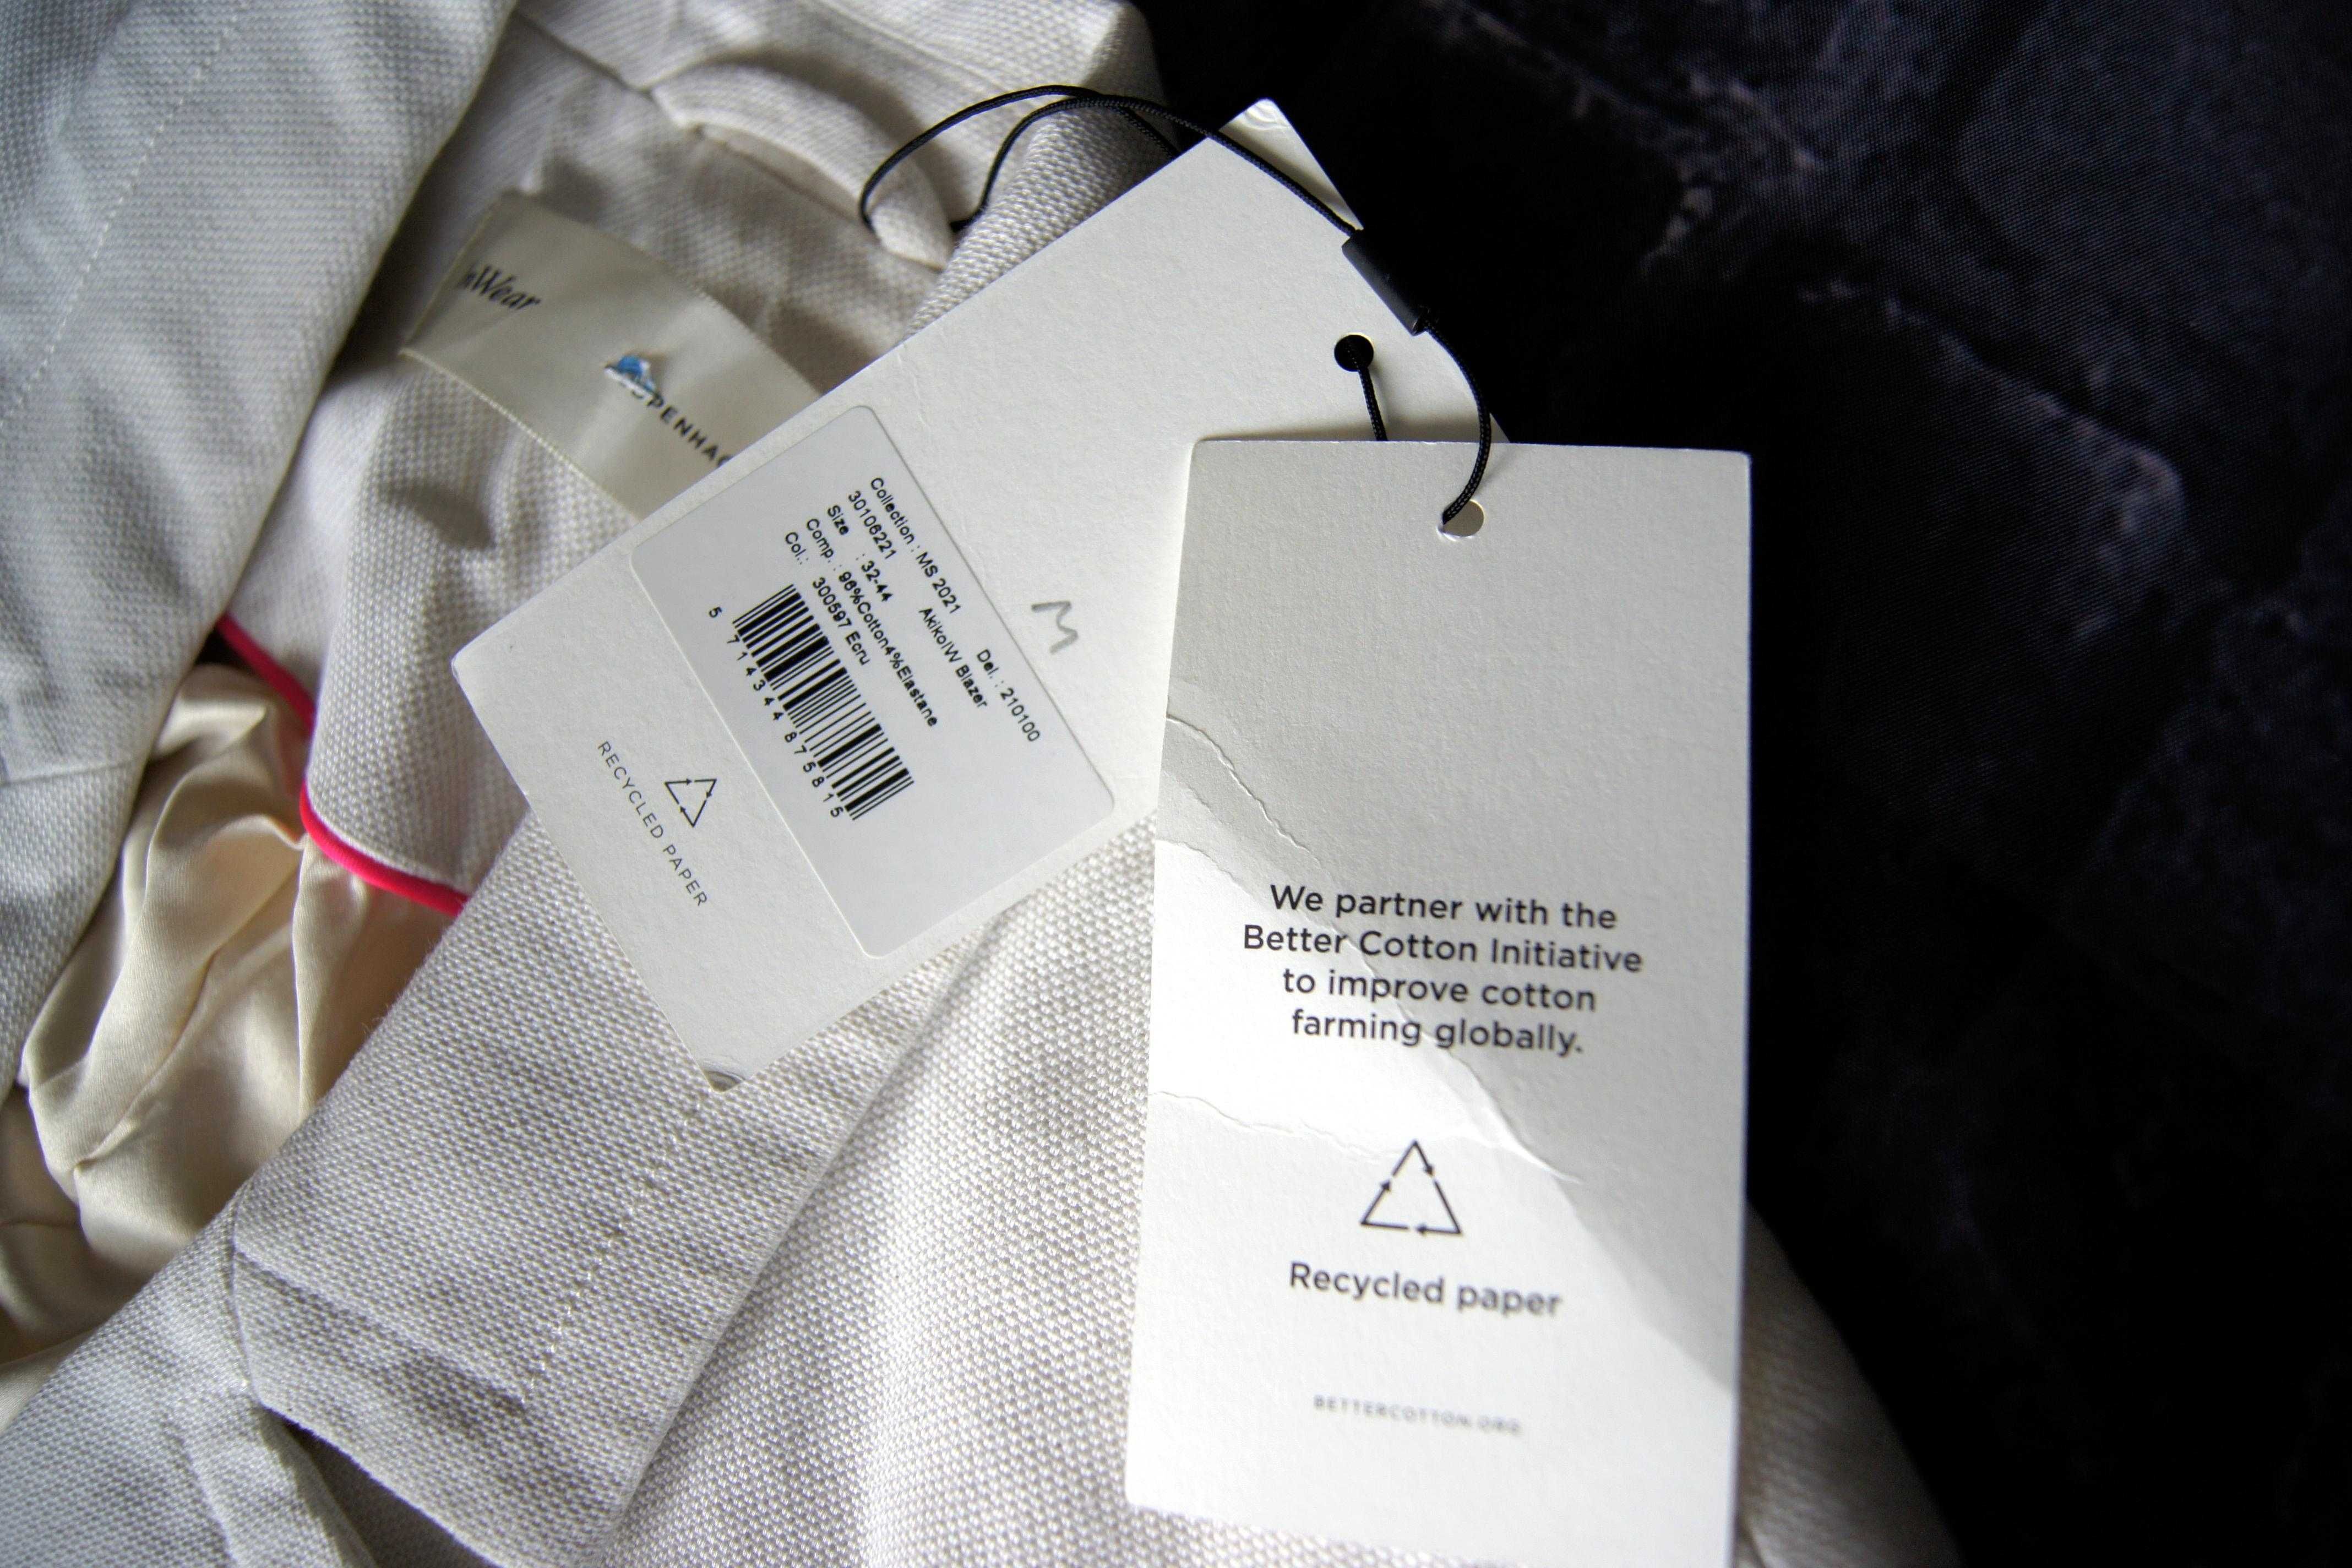 Wear
PENHAG
Collection : MS 2021 Del. : 210100
30106221 AkikoIW Blazer
Size : 32-44
Comp. : 96%Cotton4%Elastane
Col.: 300597 Ecru
5 714344 875815
M
RECYCLED PAPER
We partner with the
Better Cotton Initiative
to improve cotton
farming globally.
Recycled paper
BETTERCOTTON.ORG